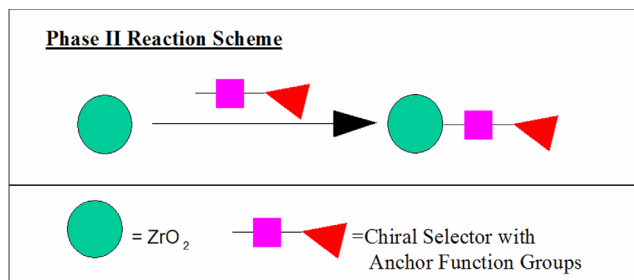 Phase II Reaction Scheme
= ZrO₂
=Chiral Selector with
Anchor Function Groups